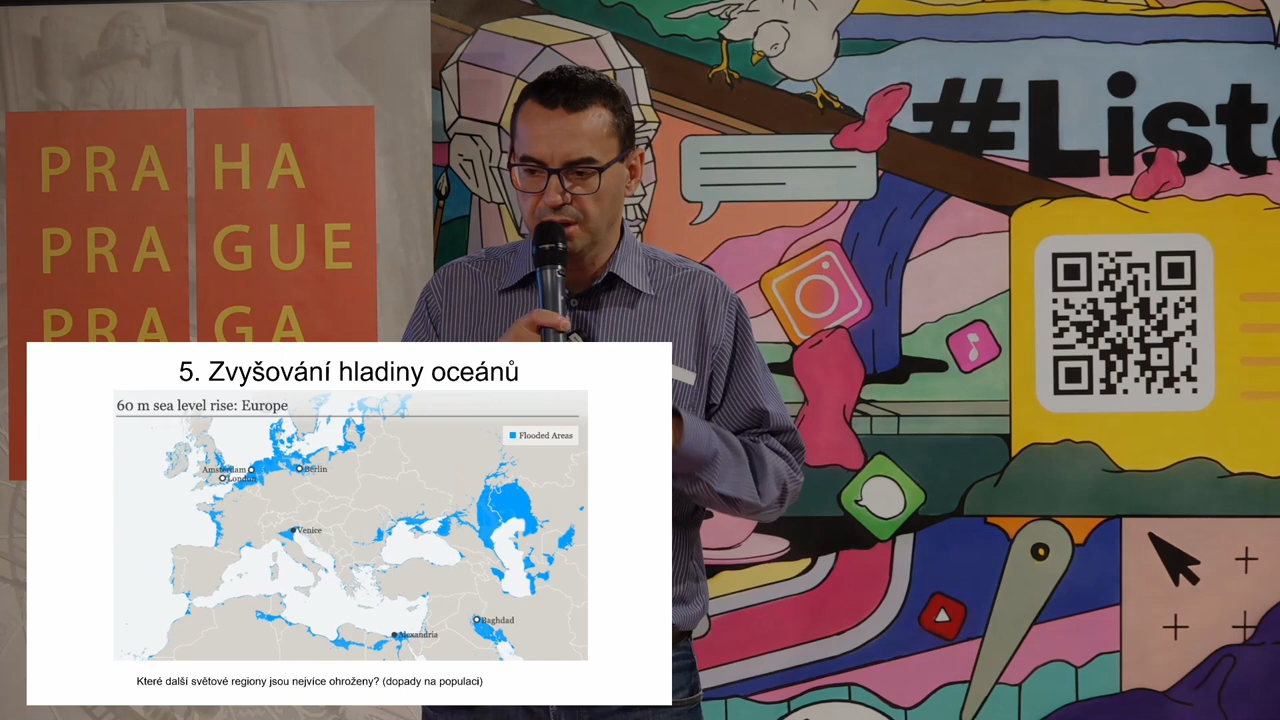 PRA HA
PRA GUE
PRA GA
#Liste
5. Zvyšování hladiny oceánů
60 m sea level rise: Europe
Flooded Areas
Amsterdam
Berlin
London
Venice
Baghdad
Alexandria
Které další světové regiony jsou nejvíce ohroženy? (dopady na populaci)